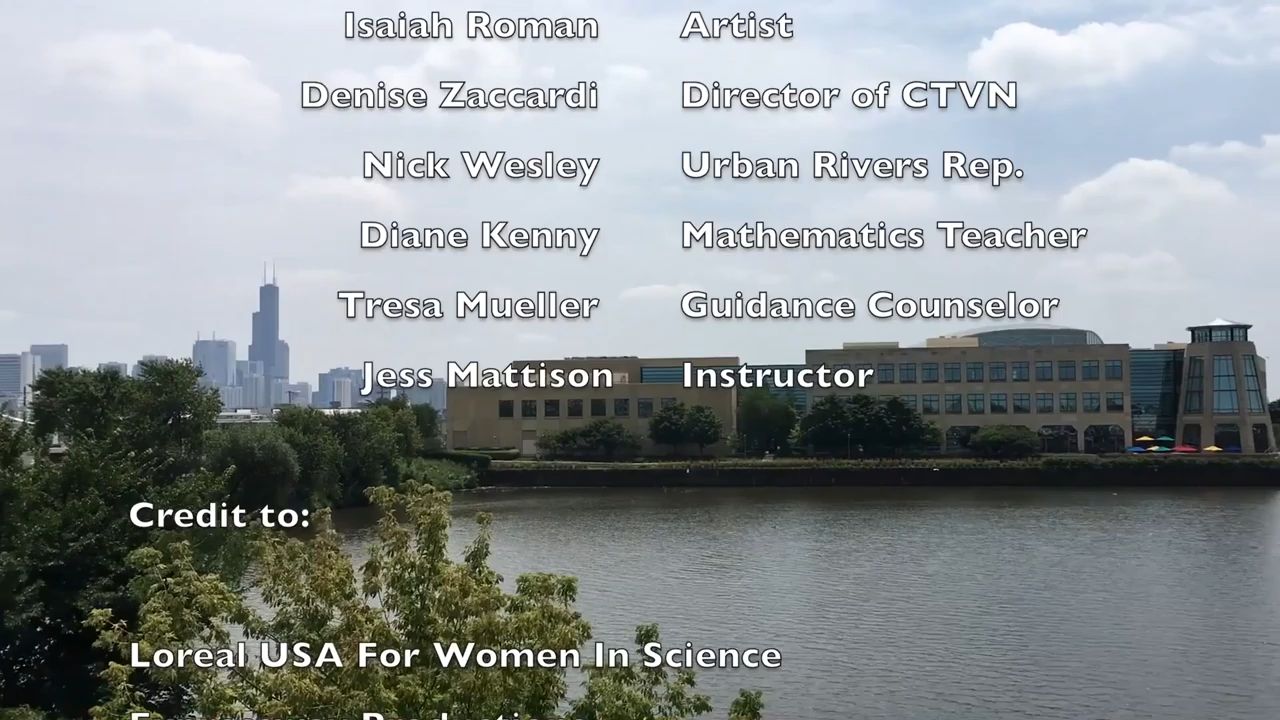 Isaiah Roman Artist
Denise Zaccardi Director of CTVN
Nick Wesley Urban Rivers Rep.
Diane Kenny Mathematics Teacher
Tresa Mueller Guidance Counselor
Jess Mattison Instructor
Credit to:
Loreal USA For Women In Science